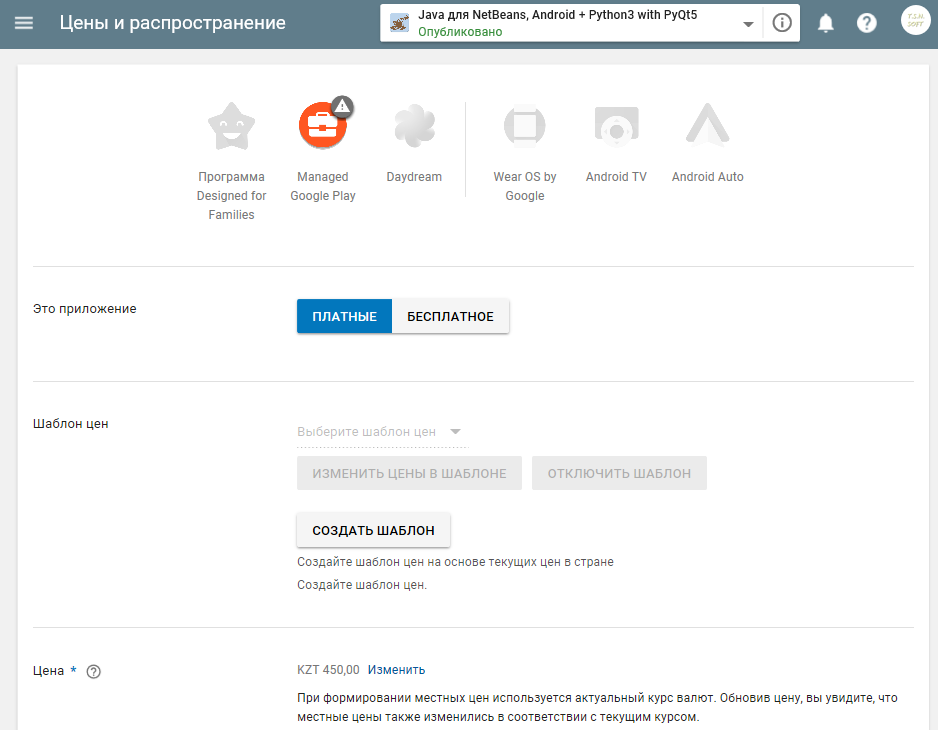 Цены и распространение
Java для NetBeans, Android + Python3 with PyQt5
Опубликовано
Программа
Designed for
Families
Managed
Google Play
Daydream
Wear OS by
Google
Android TV
Android Auto
Это приложение
ПЛАТНЫЕ
БЕСПЛАТНОЕ
Шаблон цен
Выберите шаблон цен
ИЗМЕНИТЬ ЦЕНЫ В ШАБЛОНЕ
ОТКЛЮЧИТЬ ШАБЛОН
СОЗДАТЬ ШАБЛОН
Создайте шаблон цен на основе текущих цен в стране
Создайте шаблон цен.
Цена *
KZT 450,00 Изменить
При формировании местных цен используется актуальный курс валют. Обновив цену, вы увидите, что
местные цены также изменились в соответствии с текущим курсом.